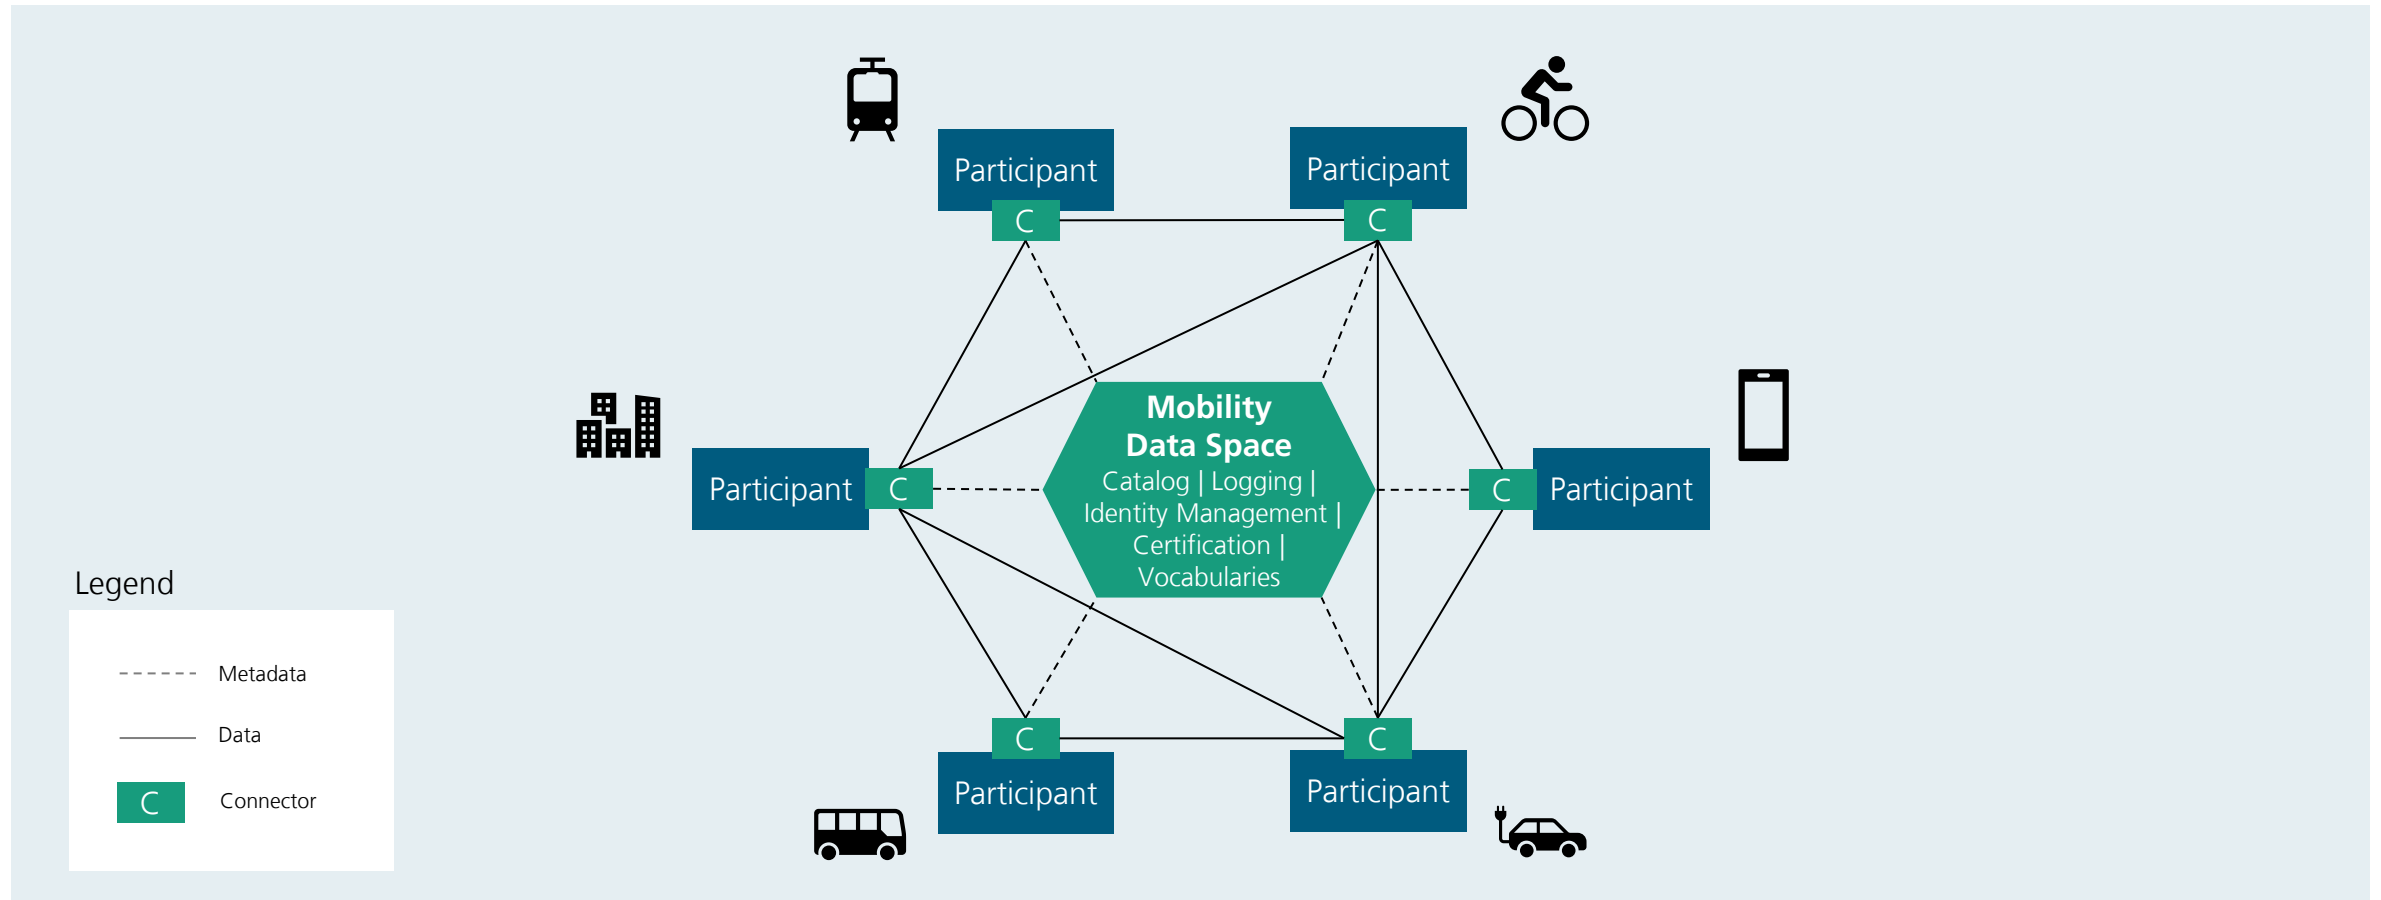 Participant
Participant
C
C
Mobility
Data Space
Catalog | Logging |
Identity Management |
Certification |
Vocabularies
Participant
C
C
Participant
Legend
Metadata
Data
C
Connector
C
C
Participant
Participant